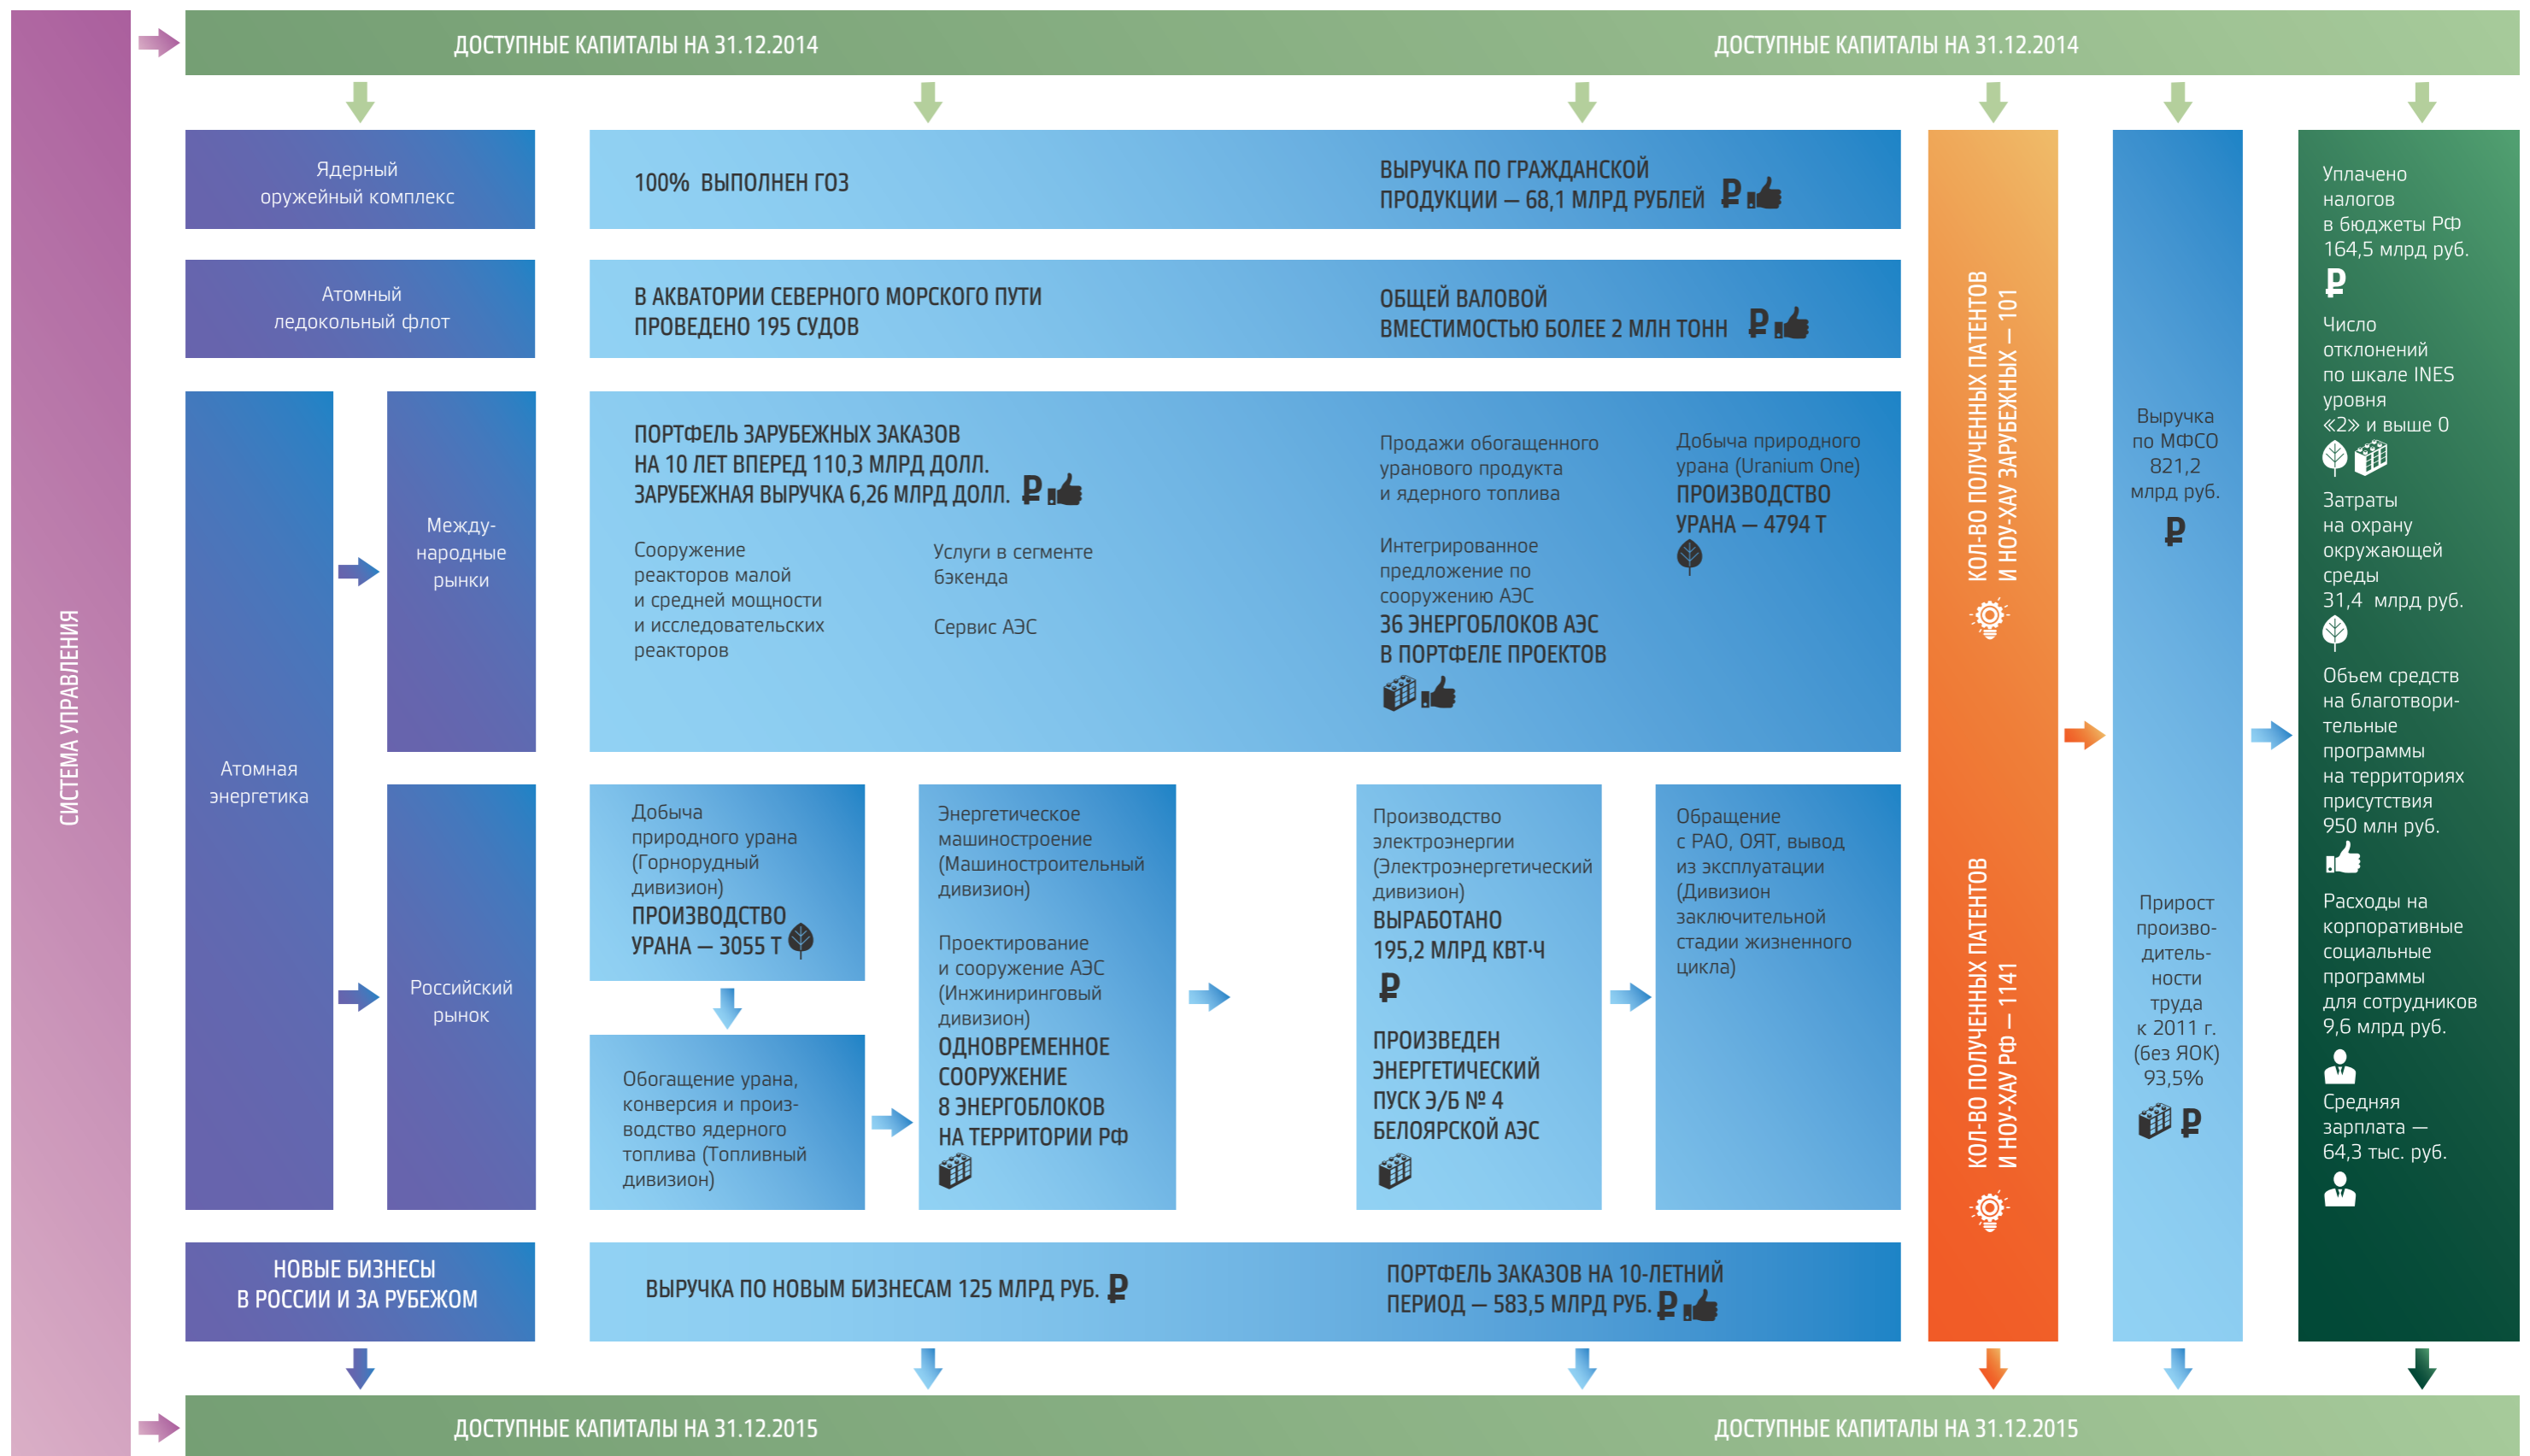 СИСТЕМА УПРАВЛЕНИЯ
ДОСТУПНЫЕ КАПИТАЛЫ НА 31.12.2014
ДОСТУПНЫЕ КАПИТАЛЫ НА 31.12.2014
Ядерный
оружейный комплекс
100% ВЫПОЛНЕН ГОЗ
ВЫРУЧКА ПО ГРАЖДАНСКОЙ
ПРОДУКЦИИ — 68,1 МЛРД РУБЛЕЙ
Атомный
ледокольный флот
В АКВАТОРИИ СЕВЕРНОГО МОРСКОГО ПУТИ
ПРОВЕДЕНО 195 СУДОВ
ОБЩЕЙ ВАЛОВОЙ
ВМЕСТИМОСТЬЮ БОЛЕЕ 2 МЛН ТОНН
Атомная
энергетика
Между-
народные
рынки
ПОРТФЕЛЬ ЗАРУБЕЖНЫХ ЗАКАЗОВ
НА 10 ЛЕТ ВПЕРЕД 110,3 МЛРД ДОЛЛ.
ЗАРУБЕЖНАЯ ВЫРУЧКА 6,26 МЛРД ДОЛЛ.
Сооружение
реакторов малой
и средней мощности
и исследовательских
реакторов
Услуги в сегменте
бэкенда
Сервис АЭС
Продажи обогащенного
уранового продукта
и ядерного топлива
Интегрированное
предложение по
сооружению АЭС
36 ЭНЕРГОБЛОКОВ АЭС
В ПОРТФЕЛЕ ПРОЕКТОВ
Добыча природного
урана (Uranium One)
ПРОИЗВОДСТВО
УРАНА — 4794 Т
Российский
рынок
Добыча
природного урана
(Горнорудный
дивизион)
ПРОИЗВОДСТВО
УРАНА — 3055 Т
Обогащение урана,
конверсия и произ-
водство ядерного
топлива (Топливный
дивизион)
Энергетическое
машиностроение
(Машиностроительный
дивизион)
Проектирование
и сооружение АЭС
(Инжиниринговый
дивизион)
ОДНОВРЕМЕННОЕ
СООРУЖЕНИЕ
8 ЭНЕРГОБЛОКОВ
НА ТЕРРИТОРИИ РФ
Производство
электроэнергии
(Электроэнергетический
дивизион)
ВЫРАБОТАНО
195,2 МЛРД КВТ·Ч
ПРОИЗВЕДЕН
ЭНЕРГЕТИЧЕСКИЙ
ПУСК Э/Б № 4
БЕЛОЯРСКОЙ АЭС
Обращение
с РАО, ОЯТ, вывод
из эксплуатации
(Дивизион
заключительной
стадии жизненного
цикла)
НОВЫЕ БИЗНЕСЫ
В РОССИИ И ЗА РУБЕЖОМ
ВЫРУЧКА ПО НОВЫМ БИЗНЕСАМ 125 МЛРД РУБ.
ПОРТФЕЛЬ ЗАКАЗОВ НА 10-ЛЕТНИЙ
ПЕРИОД — 583,5 МЛРД РУБ.
КОЛ-ВО ПОЛУЧЕННЫХ ПАТЕНТОВ
И НОУ-ХАУ ЗАРУБЕЖНЫХ — 101
КОЛ-ВО ПОЛУЧЕННЫХ ПАТЕНТОВ
И НОУ-ХАУ РФ — 1141
Выручка
по МФСО
821,2
млрд руб.
Прирост
произво-
дитель-
ности
труда
к 2011 г.
(без ЯОК)
93,5%
Уплачено
налогов
в бюджеты РФ
164,5 млрд руб.
Число
отклонений
по шкале INES
уровня
«2» и выше 0
Затраты
на охрану
окружающей
среды
31,4 млрд руб.
Объем средств
на благотвори-
тельные
программы
на территориях
присутствия
950 млн руб.
Расходы на
корпоративные
социальные
программы
для сотрудников
9,6 млрд руб.
Средняя
зарплата —
64,3 тыс. руб.
ДОСТУПНЫЕ КАПИТАЛЫ НА 31.12.2015
ДОСТУПНЫЕ КАПИТАЛЫ НА 31.12.2015